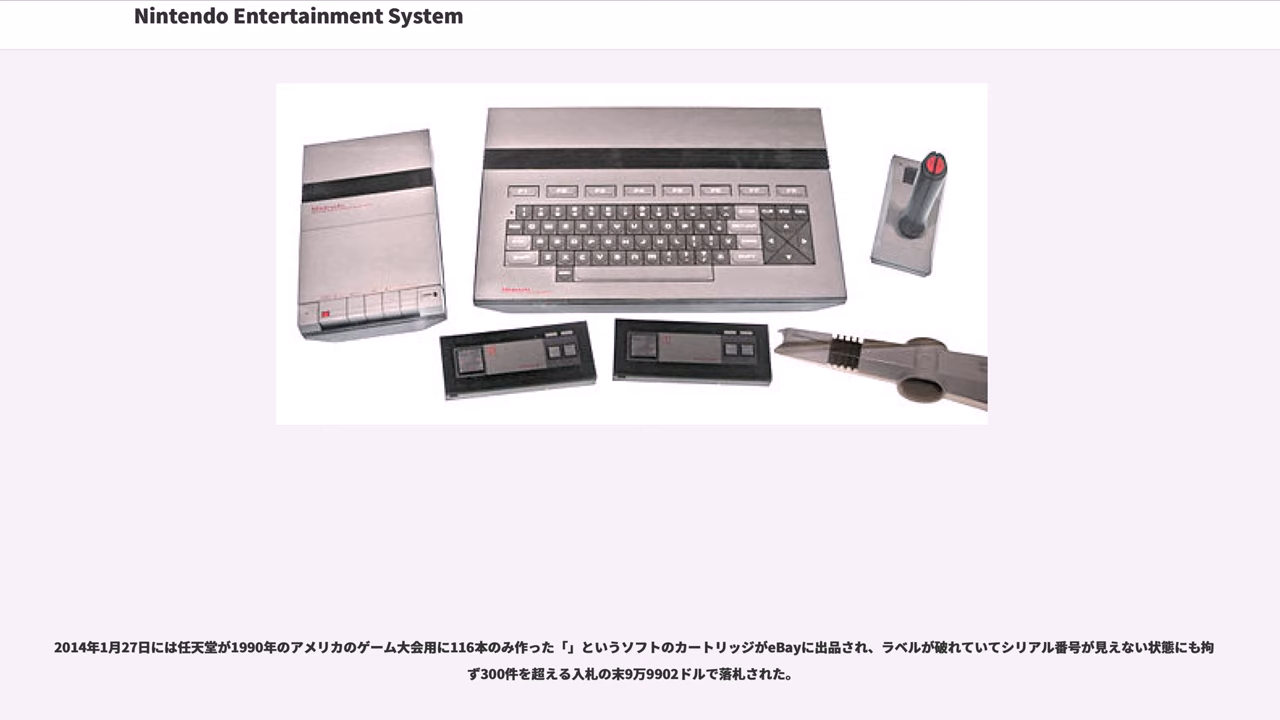 Nintendo Entertainment System
2014年1月27日には任天堂が1990年のアメリカのゲーム大会用に116本のみ作った「」というソフトのカートリッジがeBayに出品され、ラベルが破れていてシリアル番号が見えない状態にも拘
ず300件を超える入札の末9万9902ドルで落札された。